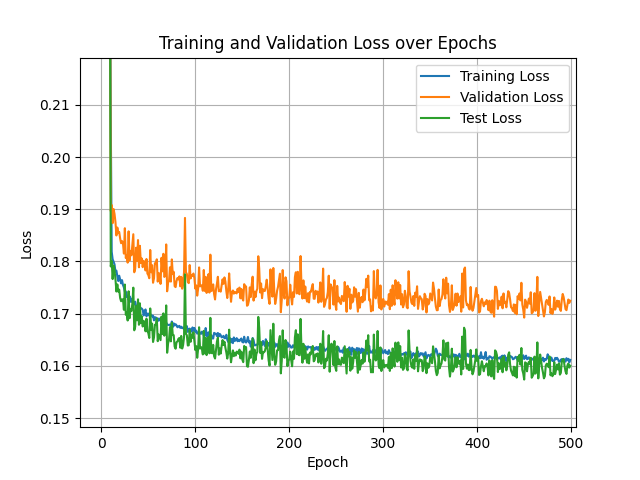 Training and Validation Loss over Epochs
Training Loss
Validation Loss
Test Loss
0.21
0.20
0.19
0.18
0.17
0.16
0.15
Loss
0
100
200
300
400
500
Epoch